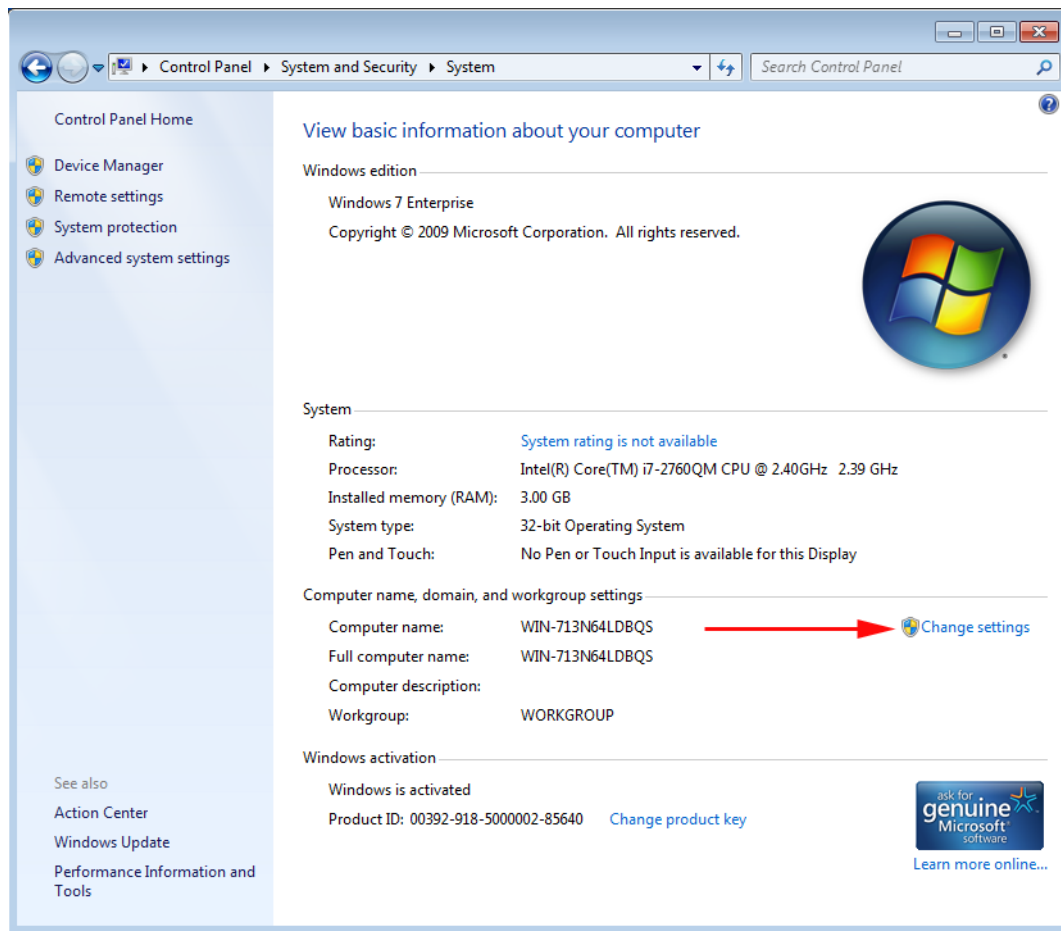 Control Panel System and Security System Search Control Panel
Control Panel Home
Device Manager
Remote settings
System protection
Advanced system settings
View basic information about your computer
Windows edition
Windows 7 Enterprise
Copyright © 2009 Microsoft Corporation. All rights reserved.
System
Rating: System rating is not available
Processor: Intel(R) Core(TM) i7-2760QM CPU @ 2.40GHz 2.39 GHz
Installed memory (RAM): 3.00 GB
System type: 32-bit Operating System
Pen and Touch: No Pen or Touch Input is available for this Display
Computer name, domain, and workgroup settings
Computer name: WIN-713N64LDBQS Change settings
Full computer name: WIN-713N64LDBQS
Computer description:
Workgroup: WORKGROUP
Windows activation
Windows is activated
Product ID: 00392-918-5000002-85640 Change product key
ask for
genuine
Microsoft
software
Learn more online...
See also
Action Center
Windows Update
Performance Information and
Tools